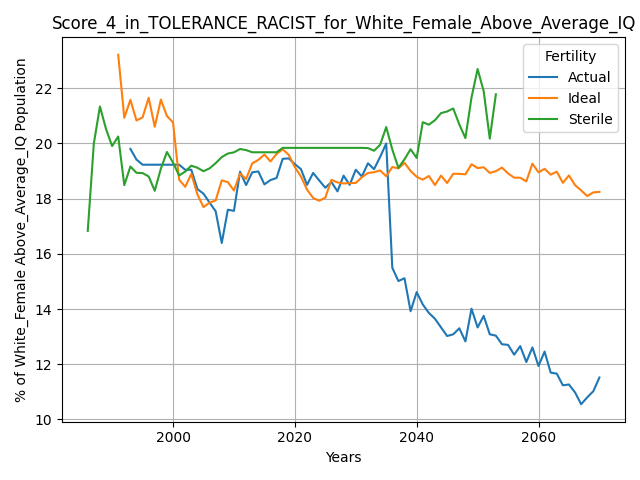 Score_4_in_TOLERANCE_RACIST_for_White_Female_Above_Average_IQ
% of White_Female Above_Average_IQ Population
22
20
18
16
14
12
10
2000
2020
2040
2060
Years
Fertility
Actual
Ideal
Sterile